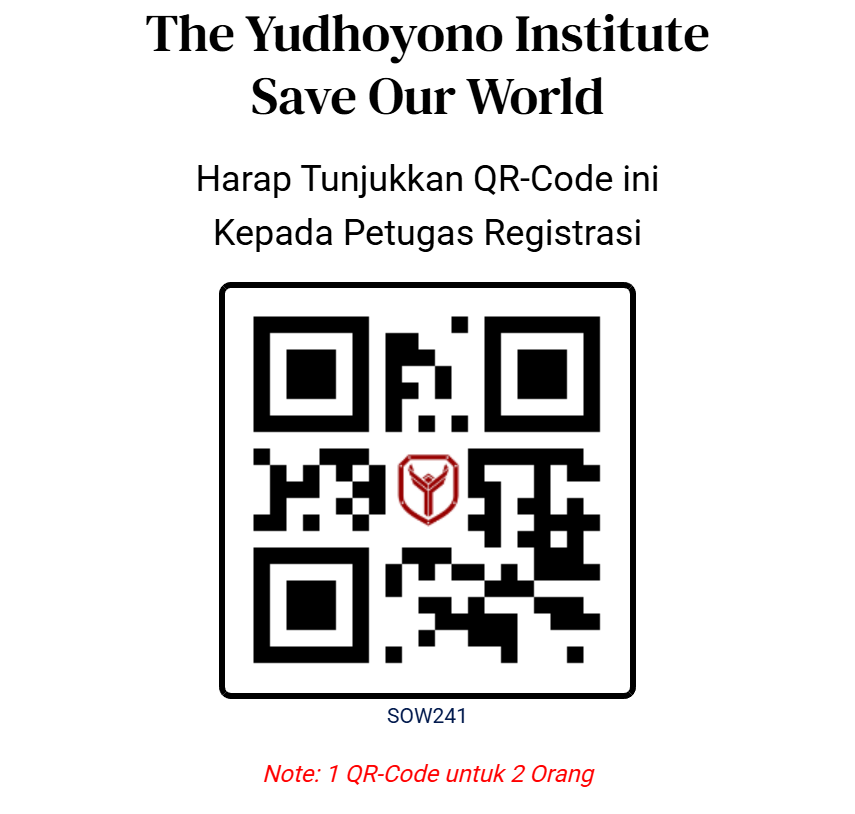 The Yudhoyono Institute
Save Our World
Harap Tunjukkan QR-Code ini
Kepada Petugas Registrasi
SOW241
Note: 1 QR-Code untuk 2 Orang